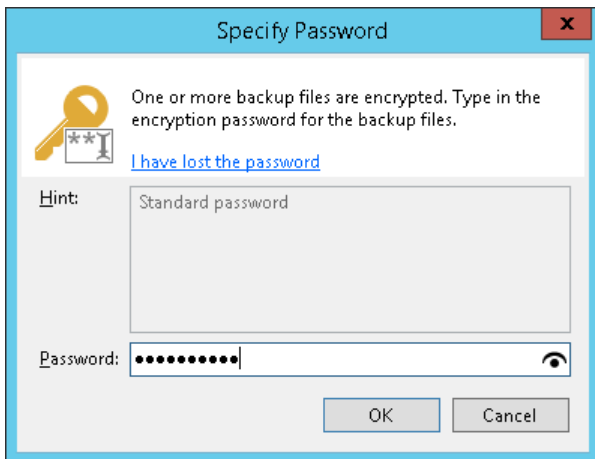 Specify Password
x
One or more backup files are encrypted. Type in the
encryption password for the backup files.
**
I have lost the password
Hint:
Standard password
Password: ••••••••••
OK
Cancel